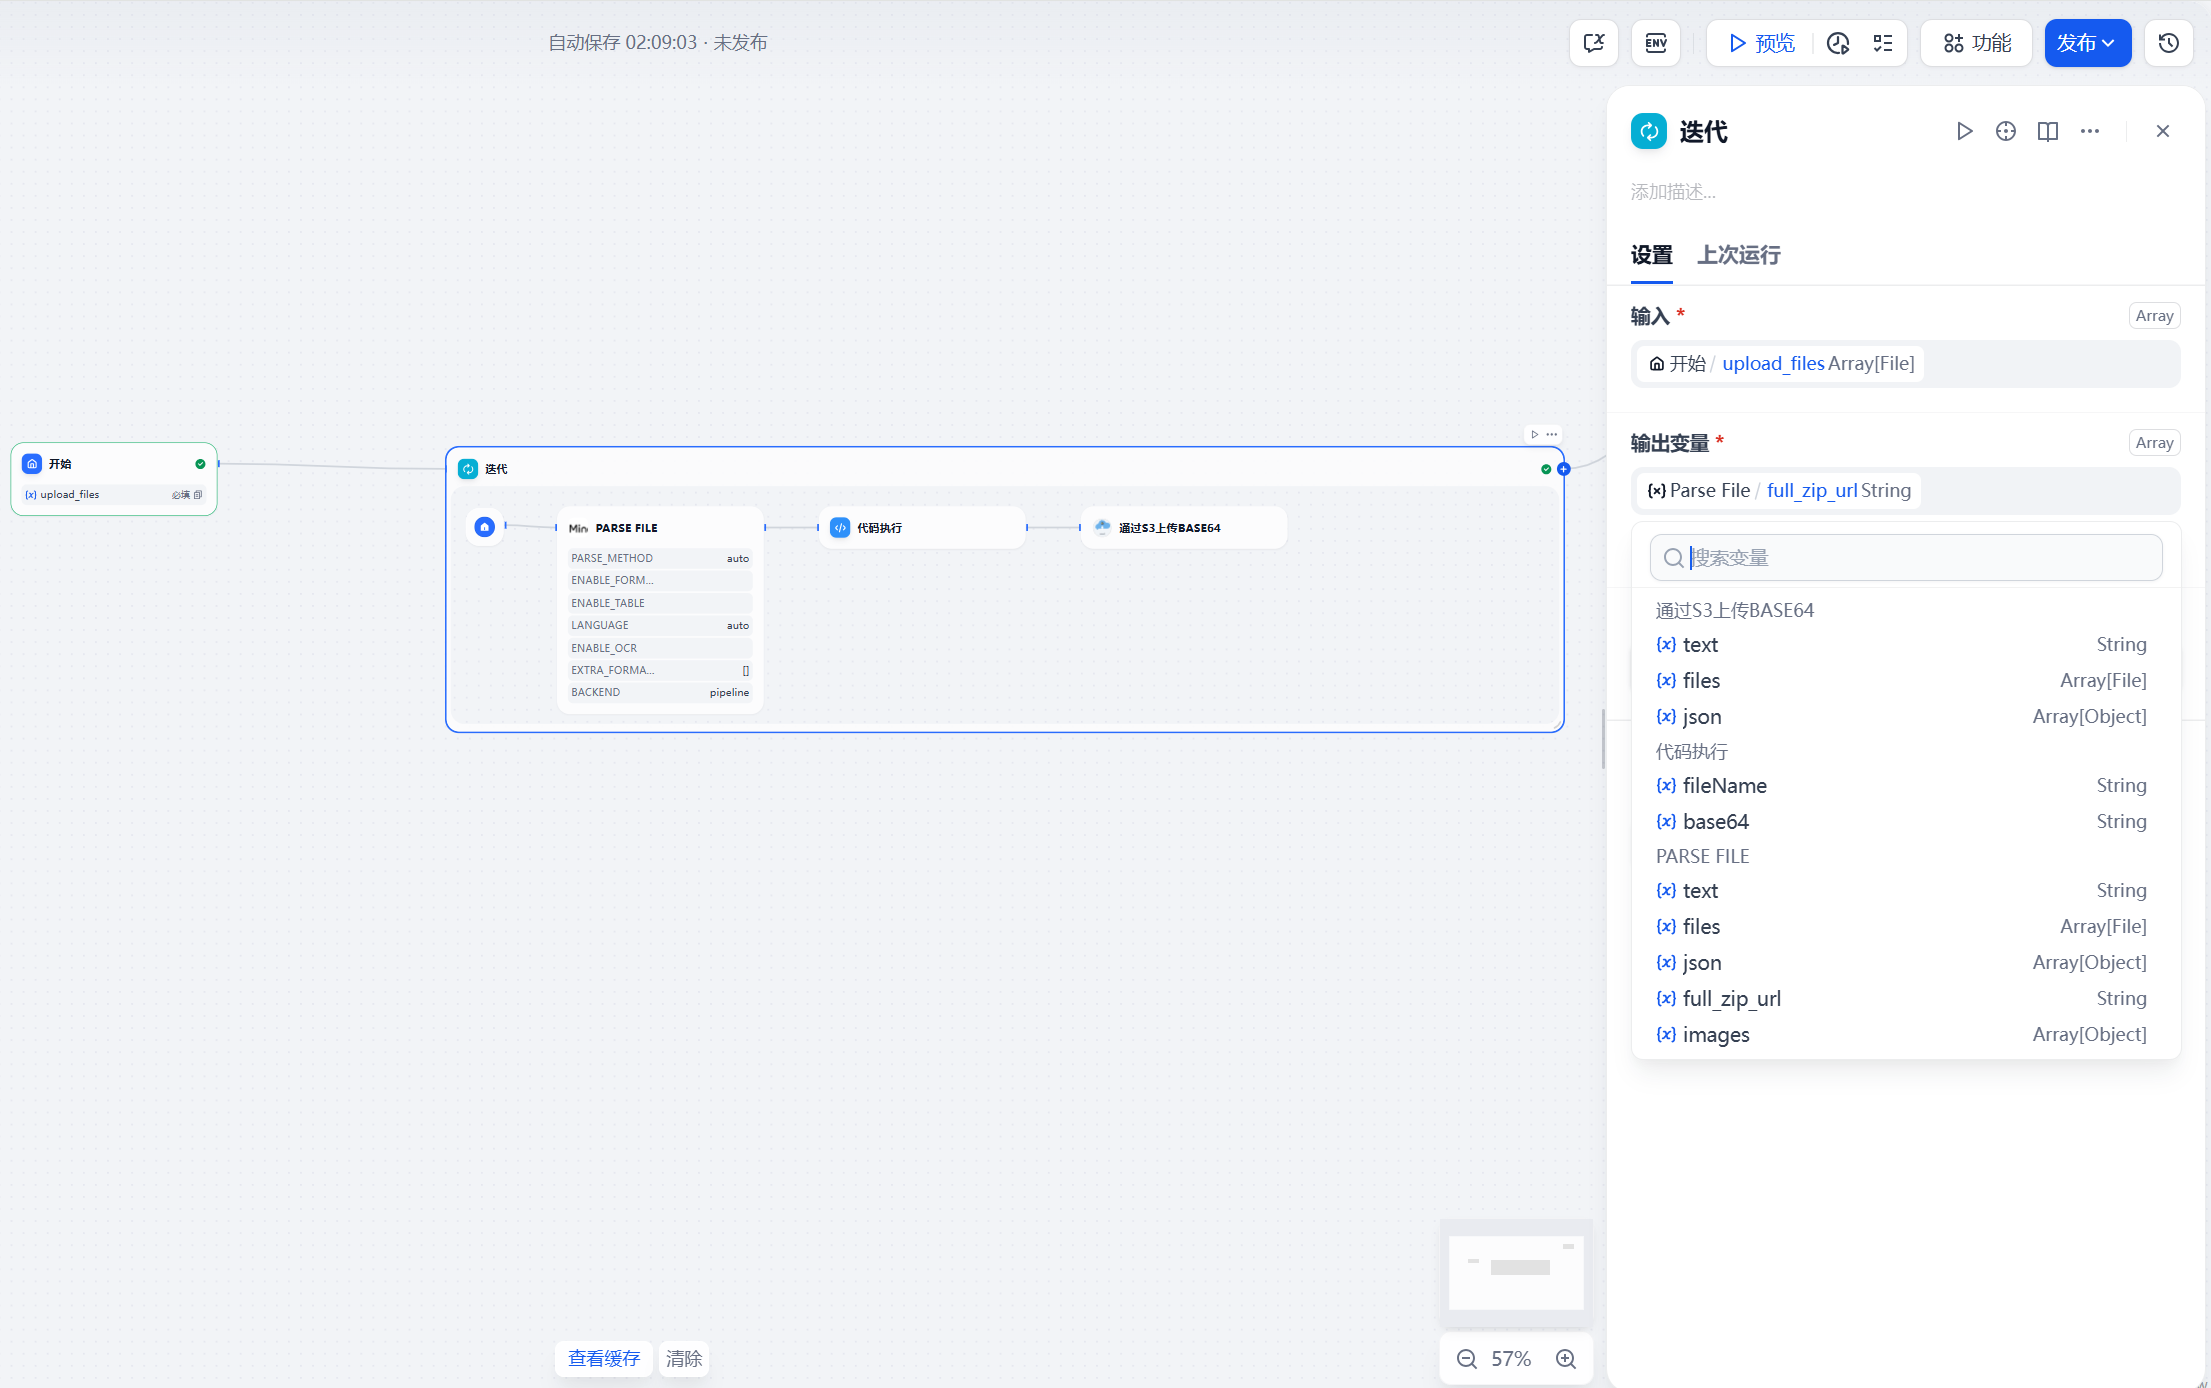 自动保存 02:09:03 · 未发布
ENV
预览
功能
发布
迭代
添加描述...
设置
上次运行
输入 *
Array
开始 / upload_files Array[File]
输出变量 *
Array
{x} Parse File / full_zip_url String
搜索变量
通过S3上传BASE64
{x} text String
{x} files Array[File]
{x} json Array[Object]
代码执行
{x} fileName String
{x} base64 String
PARSE FILE
{x} text String
{x} files Array[File]
{x} json Array[Object]
{x} full_zip_url String
{x} images Array[Object]
开始
{x} upload_files 必填
迭代
Min PARSE FILE
PARSE_METHOD auto
ENABLE_FORM...
ENABLE_TABLE
LANGUAGE auto
ENABLE_OCR
EXTRA_FORMA... []
BACKEND pipeline
代码执行
通过S3上传BASE64
查看缓存
清除
57%